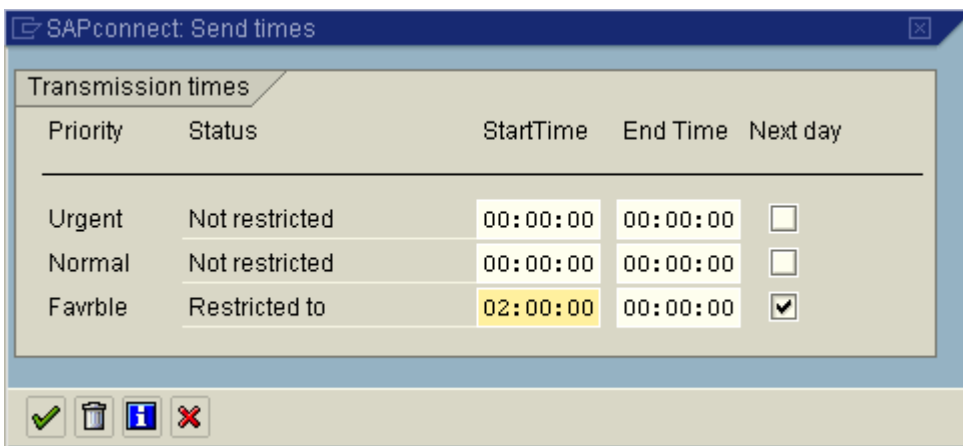 SAPconnect: Send times
Transmission times
Priority Status StartTime End Time Next day
Urgent Not restricted 00:00:00 00:00:00
Normal Not restricted 00:00:00 00:00:00
Favrble Restricted to 02:00:00 00:00:00